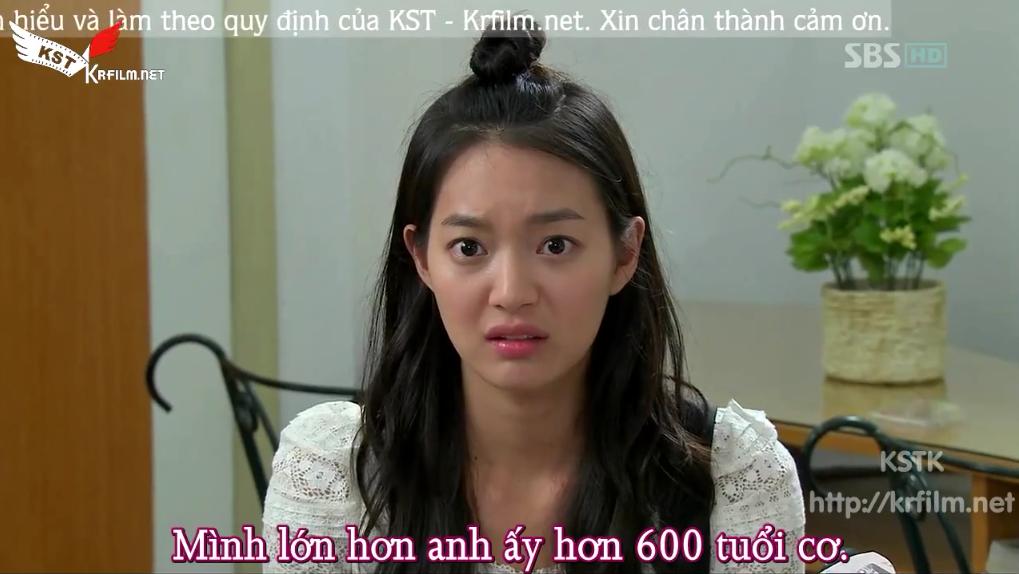 hiểu và làm theo quy định của KST - Krfilm.net. Xin chân thành cảm ơn.
KST
KRFILM.NET
SBS HD
KSTK
http://krfilm.net
Mình lớn hơn anh ấy hơn 600 tuổi cơ.